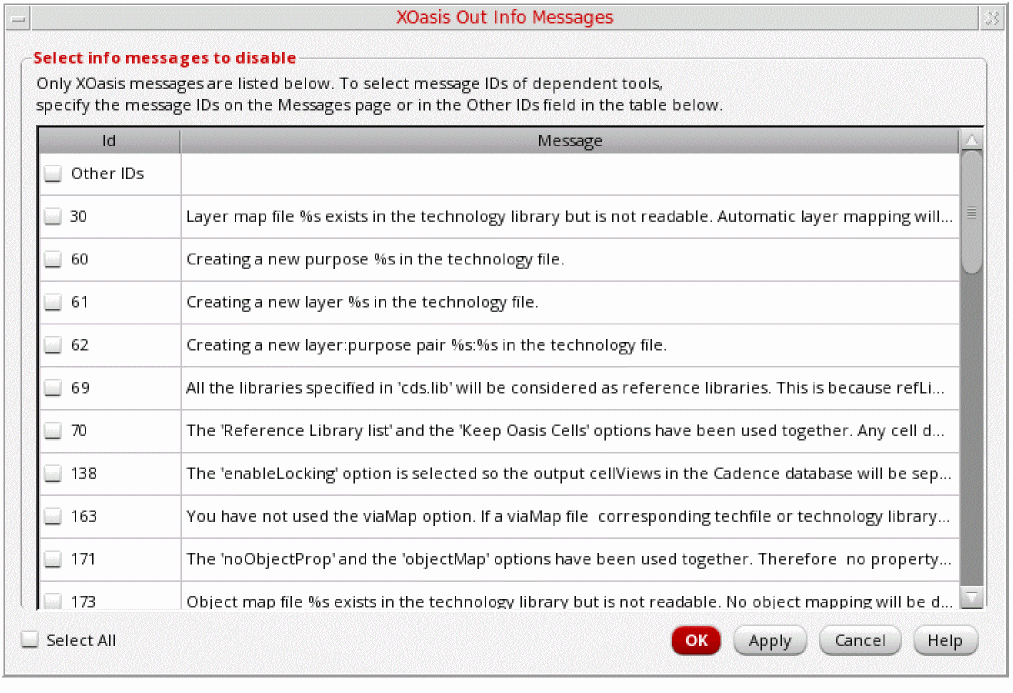 XOasis Out Info Messages
Select info messages to disable
Only XOasis messages are listed below. To select message IDs of dependent tools,
specify the message IDs on the Messages page or in the Other IDs field in the table below.
Id Message
Other IDs
30 Layer map file %s exists in the technology library but is not readable. Automatic layer mapping will...
60 Creating a new purpose %s in the technology file.
61 Creating a new layer %s in the technology file.
62 Creating a new layer:purpose pair %s:%s in the technology file.
69 All the libraries specified in 'cds.lib' will be considered as reference libraries. This is because refLi...
70 The 'Reference Library list' and the 'Keep Oasis Cells' options have been used together. Any cell d...
138 The 'enableLocking' option is selected so the output cellViews in the Cadence database will be sep...
163 You have not used the viaMap option. If a viaMap file  corresponding techfile or technology library...
171 The 'noObjectProp' and the 'objectMap' options have been used together. Therefore  no property...
173 Object map file %s exists in the technology library but is not readable. No object mapping will be d...
Select All OK Apply Cancel Help